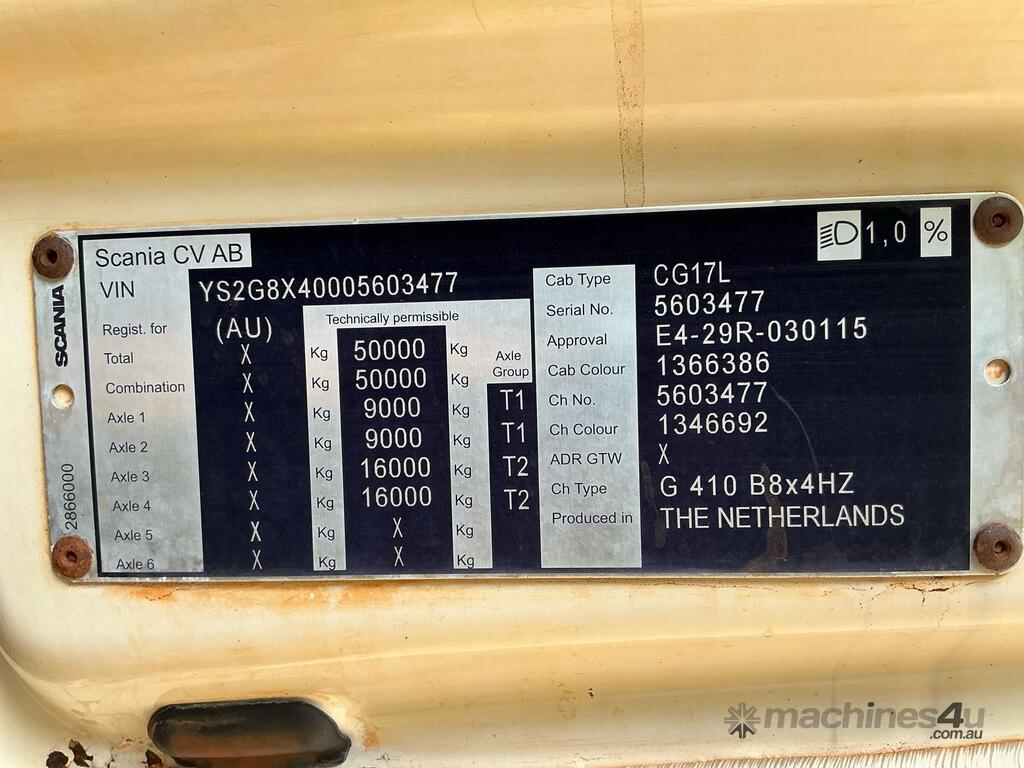 Scania CV AB
1,0 %
VIN YS2G8X40005603477
Regist. for (AU)
Technically permissible
Axle Group
Total X Kg 50000 Kg
Combination X Kg 50000 Kg
Axle 1 X Kg 9000 Kg T1
Axle 2 X Kg 9000 Kg T1
Axle 3 X Kg 16000 Kg T2
Axle 4 X Kg 16000 Kg T2
Axle 5 X Kg X Kg
Axle 6 X Kg X Kg
Cab Type CG17L
Serial No. 5603477
Approval E4-29R-030115
Cab Colour 1366386
Ch No. 5603477
Ch Colour 1346692
ADR GTW X
Ch Type G 410 B8x4HZ
Produced in THE NETHERLANDS
SCANIA
2866000
machines4u
.com.au